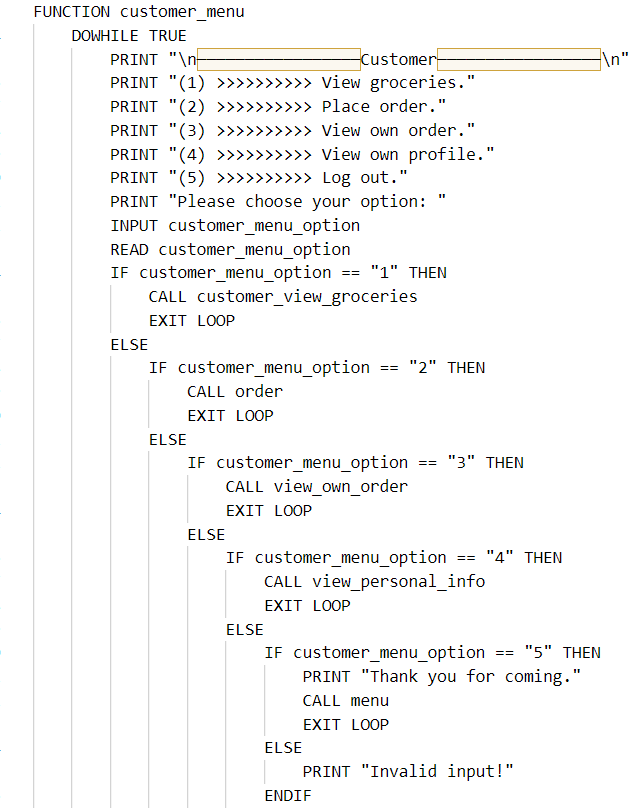 FUNCTION customer_menu
DOWHILE TRUE
PRINT "\n─────────────────Customer─────────────────\n"
PRINT "(1) >>>>>>>>>> View groceries."
PRINT "(2) >>>>>>>>>> Place order."
PRINT "(3) >>>>>>>>>> View own order."
PRINT "(4) >>>>>>>>>> View own profile."
PRINT "(5) >>>>>>>>>> Log out."
PRINT "Please choose your option: "
INPUT customer_menu_option
READ customer_menu_option
IF customer_menu_option == "1" THEN
CALL customer_view_groceries
EXIT LOOP
ELSE
IF customer_menu_option == "2" THEN
CALL order
EXIT LOOP
ELSE
IF customer_menu_option == "3" THEN
CALL view_own_order
EXIT LOOP
ELSE
IF customer_menu_option == "4" THEN
CALL view_personal_info
EXIT LOOP
ELSE
IF customer_menu_option == "5" THEN
PRINT "Thank you for coming."
CALL menu
EXIT LOOP
ELSE
PRINT "Invalid input!"
ENDIF